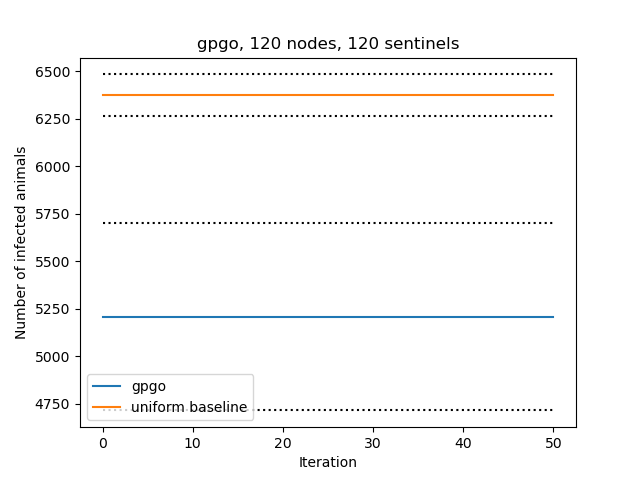 gpgo, 120 nodes, 120 sentinels
6500
6250
6000
5750
5500
5250
5000
4750
Number of infected animals
gpgo
uniform baseline
0 10 20 30 40 50
Iteration